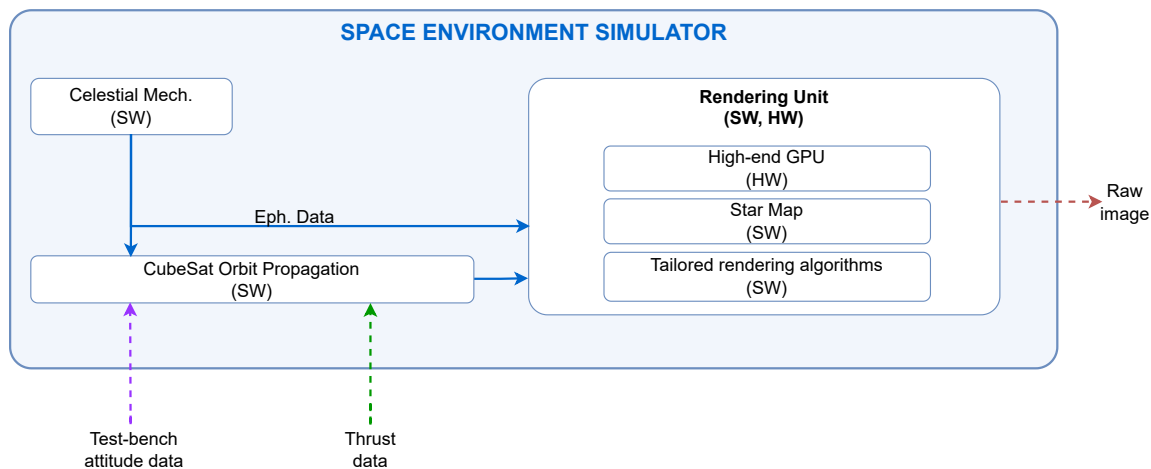 SPACE ENVIRONMENT SIMULATOR
Celestial Mech.
(SW)
Rendering Unit
(SW, HW)
High-end GPU
(HW)
Star Map
(SW)
Tailored rendering algorithms
(SW)
Eph. Data
CubeSat Orbit Propagation
(SW)
Raw
image
Test-bench
attitude data
Thrust
data